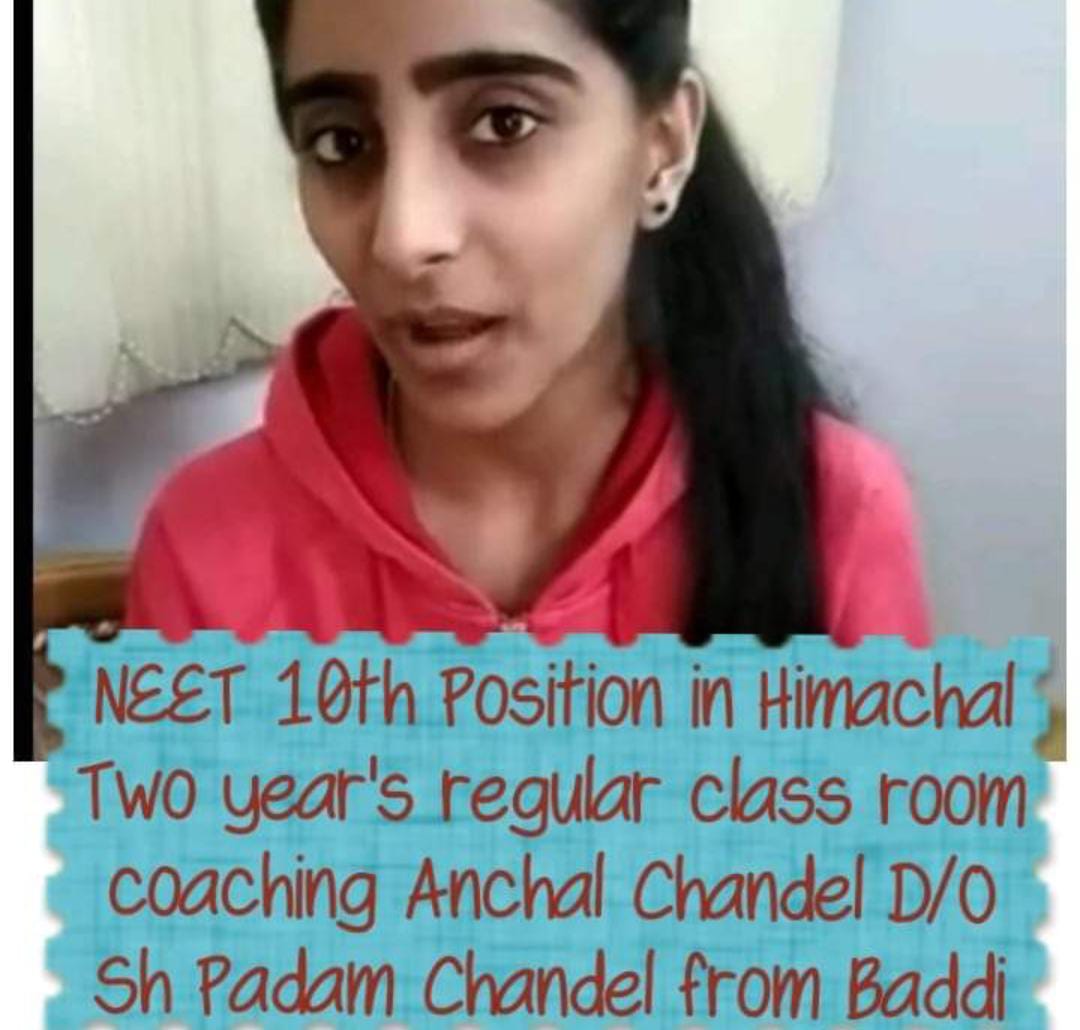 NEET 10th Position in Himachal
Two year's regular class room
coaching Anchal Chandel D/O
Sh Padam Chandel from Baddi